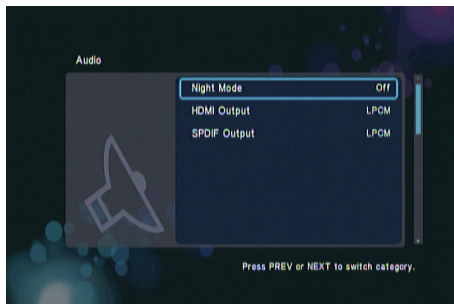 Audio
Night Mode Off
HDMI Output LPCM
SPDIF Output LPCM
Press PREV or NEXT to switch category.